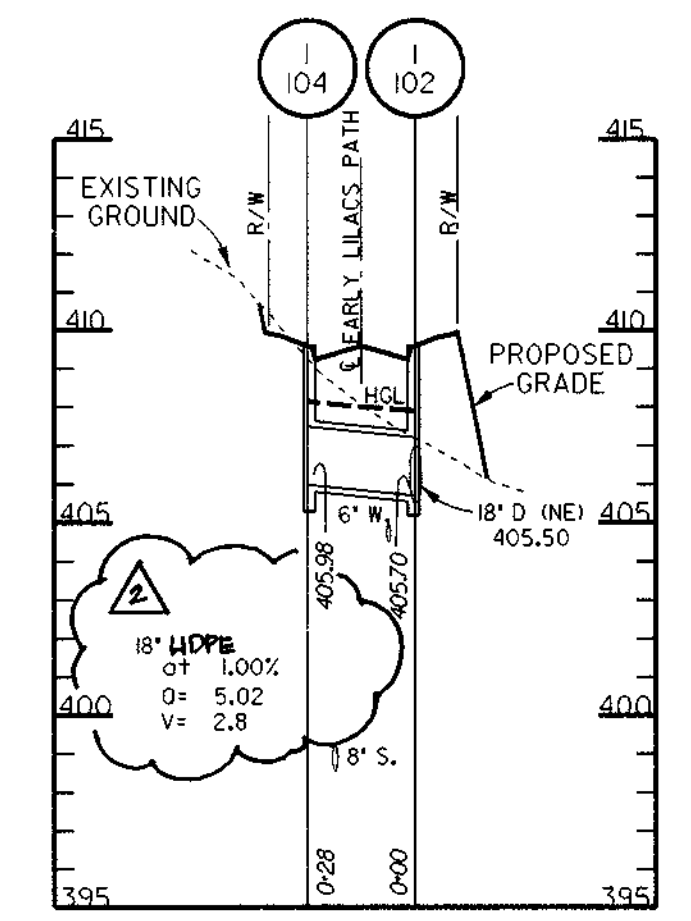 I
104
I
102
415
415
EXISTING
GROUND
R/W
℄ EARLY LILACS PATH
R/W
410
410
PROPOSED
GRADE
HGL
405
405
6" W.
18" D (NE)
405.50
405.98
405.70
2
18" HDPE
at 1.00%
Q= 5.02
V= 2.8
400
400
8" S.
0+28
0+00
395
395